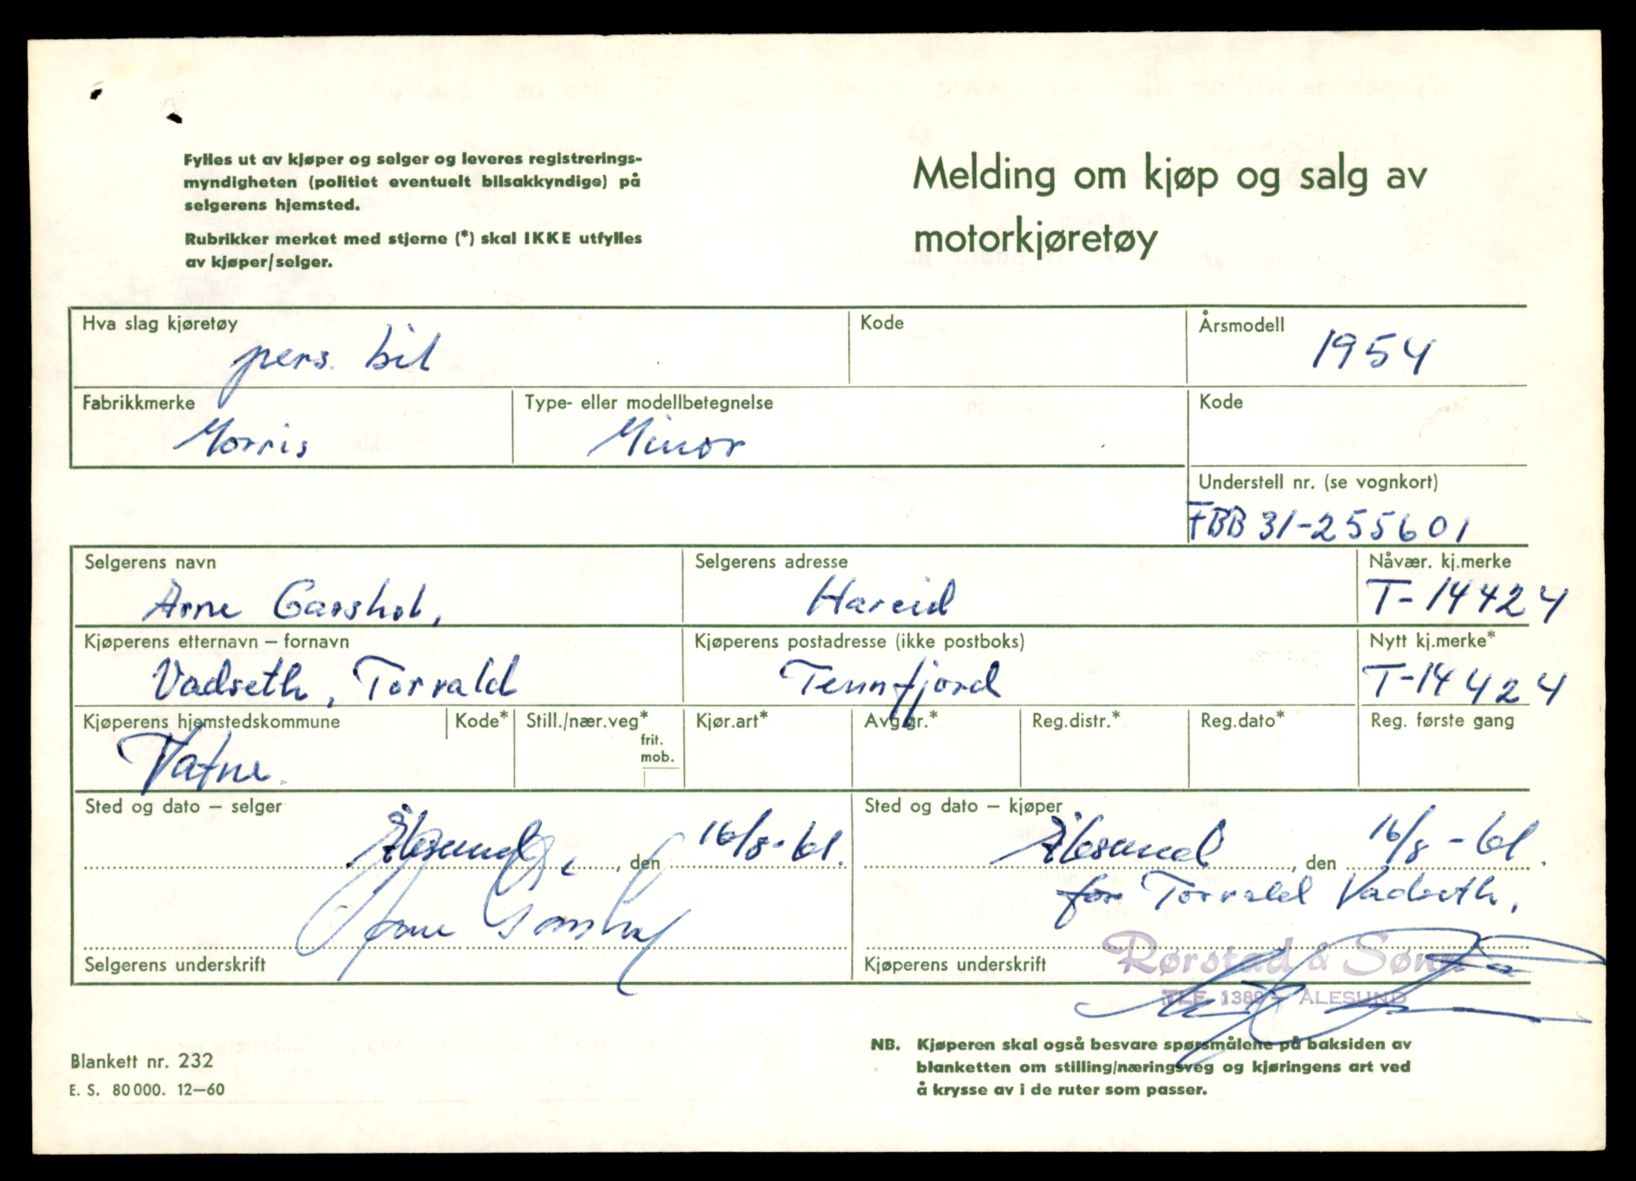 Fylles ut av kjøper og selger og leveres registrerings-
myndigheten (politiet eventuelt bilsakkyndige) på
selgerens hjemsted.
Rubrikker merket med stjerne (*) skal IKKE utfylles
av kjøper/selger.
Melding om kjøp og salg av
motorkjøretøy
Hva slag kjøretøy
pers. bil
Kode
Årsmodell
1954
Fabrikkmerke
Morris
Type- eller modellbetegnelse
Minor
Kode
Understell nr. (se vognkort)
FBB 31-255601
Selgerens navn
Arne Garshol,
Selgerens adresse
Hareid
Nåvær. kj.merke
T-14424
Kjøperens etternavn – fornavn
Vadseth, Torvald
Kjøperens postadresse (ikke postboks)
Tennfjord
Nytt kj.merke*
T-14424
Kjøperens hjemstedskommune
Vatne.
Kode*
Still./nær.veg*
frit.
mob.
Kjør.art*
Avg.gr.*
Reg.distr.*
Reg.dato*
Reg. første gang
Sted og dato – selger
Ålesund, den 16/8-61.
Arne Garshol
Selgerens underskrift
Sted og dato – kjøper
Ålesund, den 16/8-61.
for Torvald Vadseth,
Kjøperens underskrift
Rørstad & Sønn
TLF. 1389 - ÅLESUND
Blankett nr. 232
E. S. 80 000. 12–60
NB. Kjøperen skal også besvare spørsmålene på baksiden av
blanketten om stilling/næringsveg og kjøringens art ved
å krysse av i de ruter som passer.